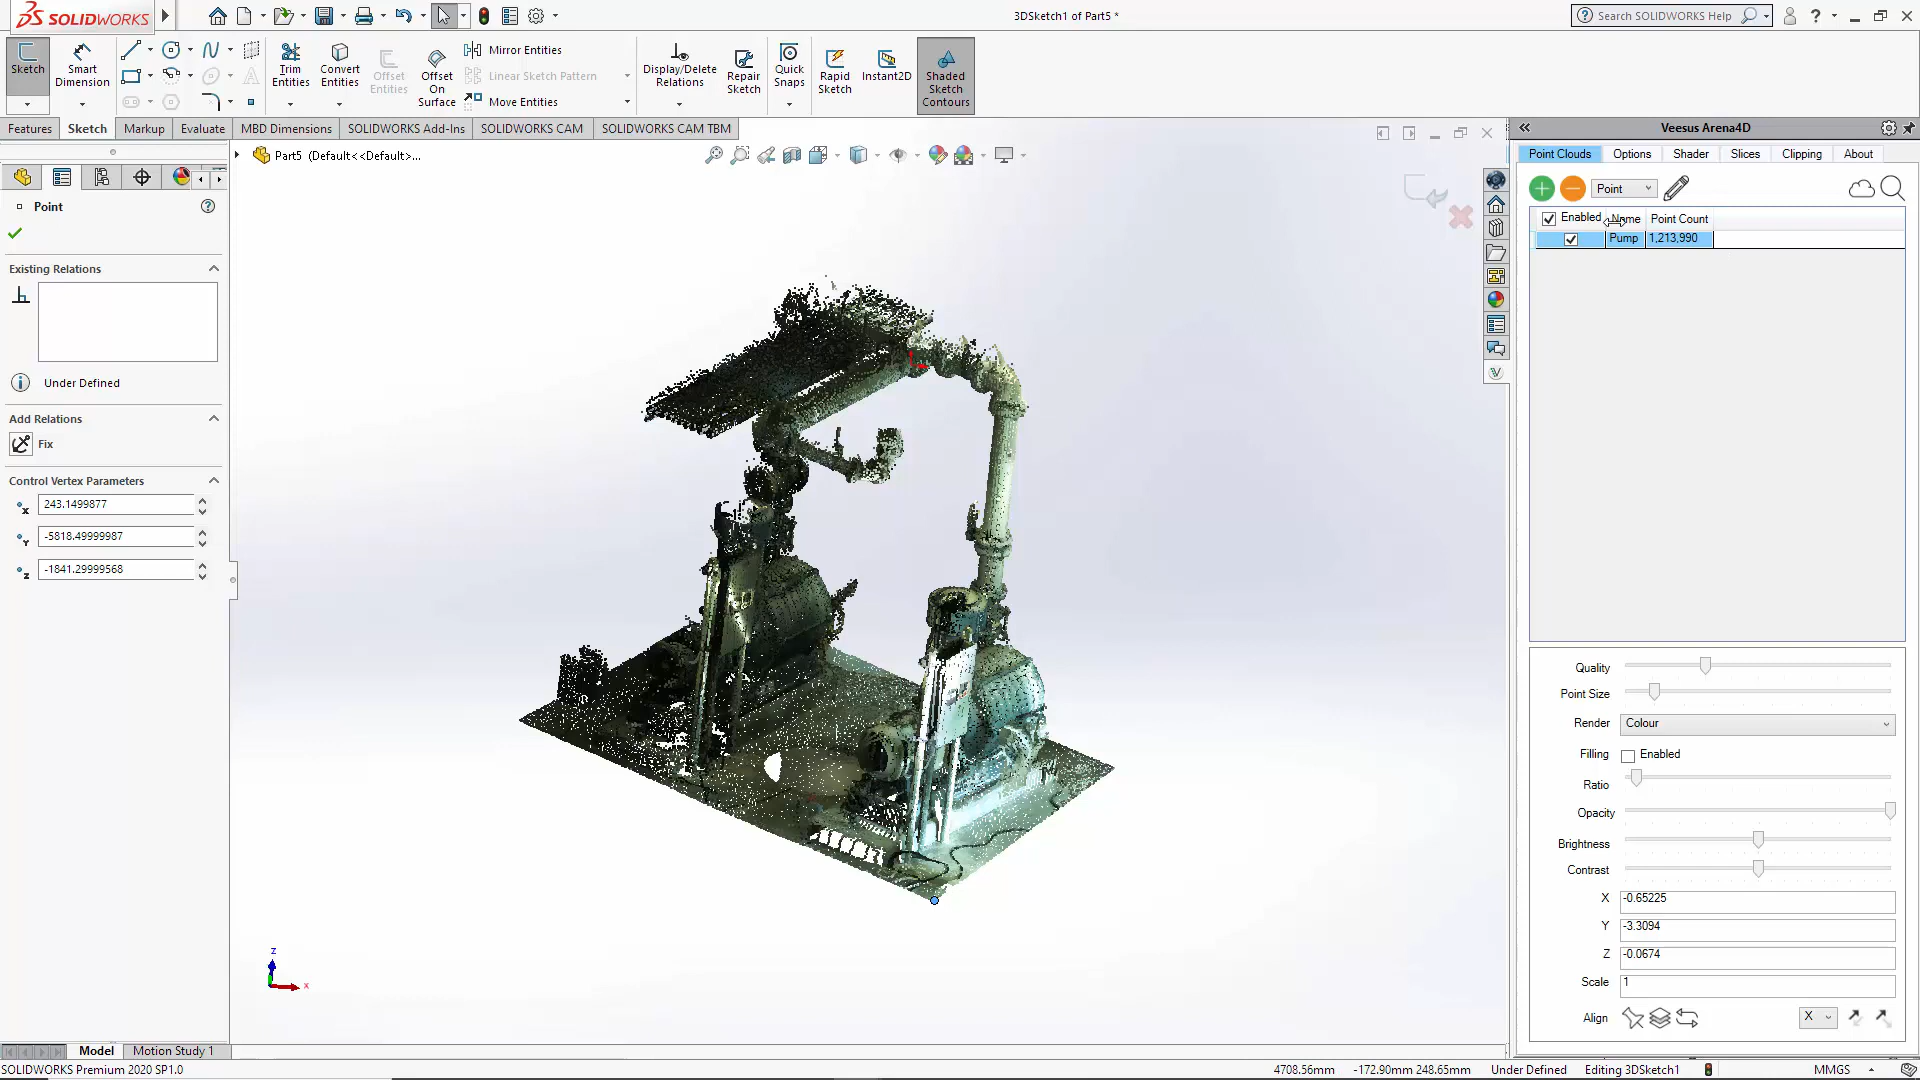 SOLIDWORKS
3DSketch1 of Part5 *
Search SOLIDWORKS Help
Sketch
Smart Dimension
Trim Entities
Convert Entities
Offset Entities
Offset On Surface
Mirror Entities
Linear Sketch Pattern
Move Entities
Display/Delete Relations
Repair Sketch
Quick Snaps
Rapid Sketch
Instant2D
Shaded Sketch Contours
Features
Sketch
Markup
Evaluate
MBD Dimensions
SOLIDWORKS Add-Ins
SOLIDWORKS CAM
SOLIDWORKS CAM TBM
Part5 (Default<<Default>...
Point
Existing Relations
Under Defined
Add Relations
Fix
Control Vertex Parameters
x 243.1499877
Y -5818.49999987
z -1841.29999568
z
x
Veesus Arena4D
Point Clouds
Options
Shader
Slices
Clipping
About
Point
Enabled Name Point Count
Pump 1,213,990
Quality
Point Size
Render Colour
Filling Enabled
Ratio
Opacity
Brightness
Contrast
X -0.65225
Y -3.3094
Z -0.0674
Scale 1
Align X
Model
Motion Study 1
SOLIDWORKS Premium 2020 SP1.0
4708.56mm -172.90mm 248.65mm Under Defined Editing 3DSketch1 MMGS